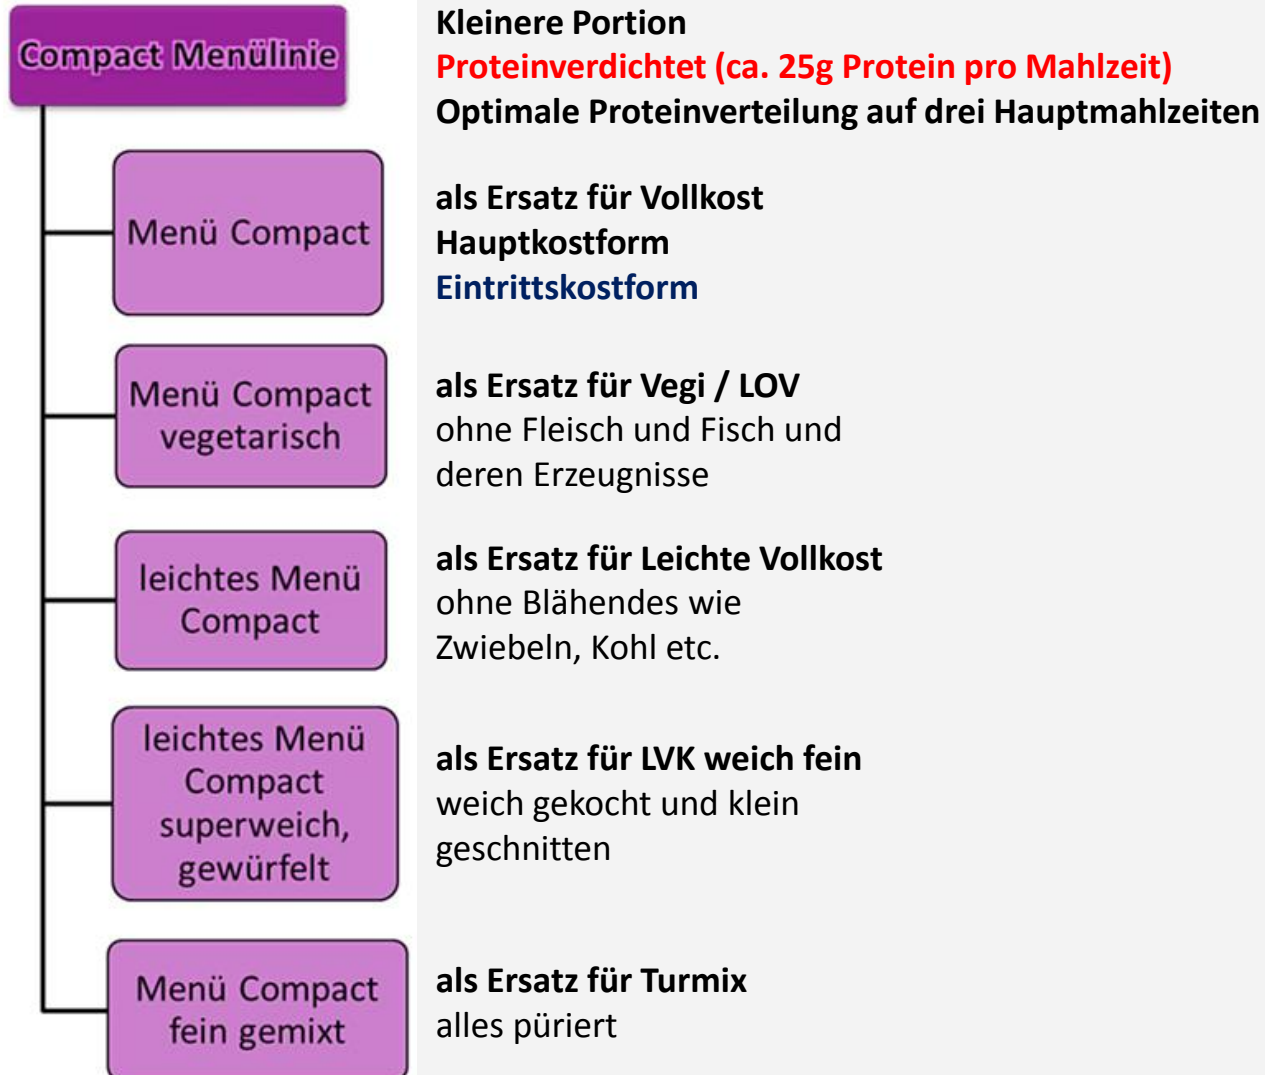 Compact Menülinie
Kleinere Portion
Proteinverdichtet (ca. 25g Protein pro Mahlzeit)
Optimale Proteinverteilung auf drei Hauptmahlzeiten
Menü Compact
als Ersatz für Vollkost
Hauptkostform
Eintrittskostform
Menü Compact
vegetarisch
als Ersatz für Vegi / LOV
ohne Fleisch und Fisch und
deren Erzeugnisse
leichtes Menü
Compact
als Ersatz für Leichte Vollkost
ohne Blähendes wie
Zwiebeln, Kohl etc.
leichtes Menü
Compact
superweich,
gewürfelt
als Ersatz für LVK weich fein
weich gekocht und klein
geschnitten
Menü Compact
fein gemixt
als Ersatz für Turmix
alles püriert